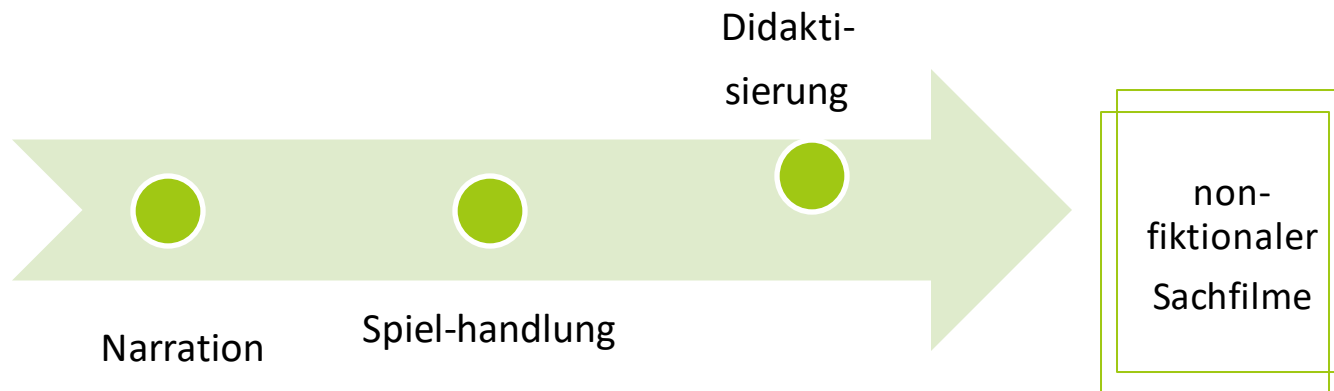 Didakti-
sierung
Narration
Spiel-handlung
non-
fiktionaler
Sachfilme